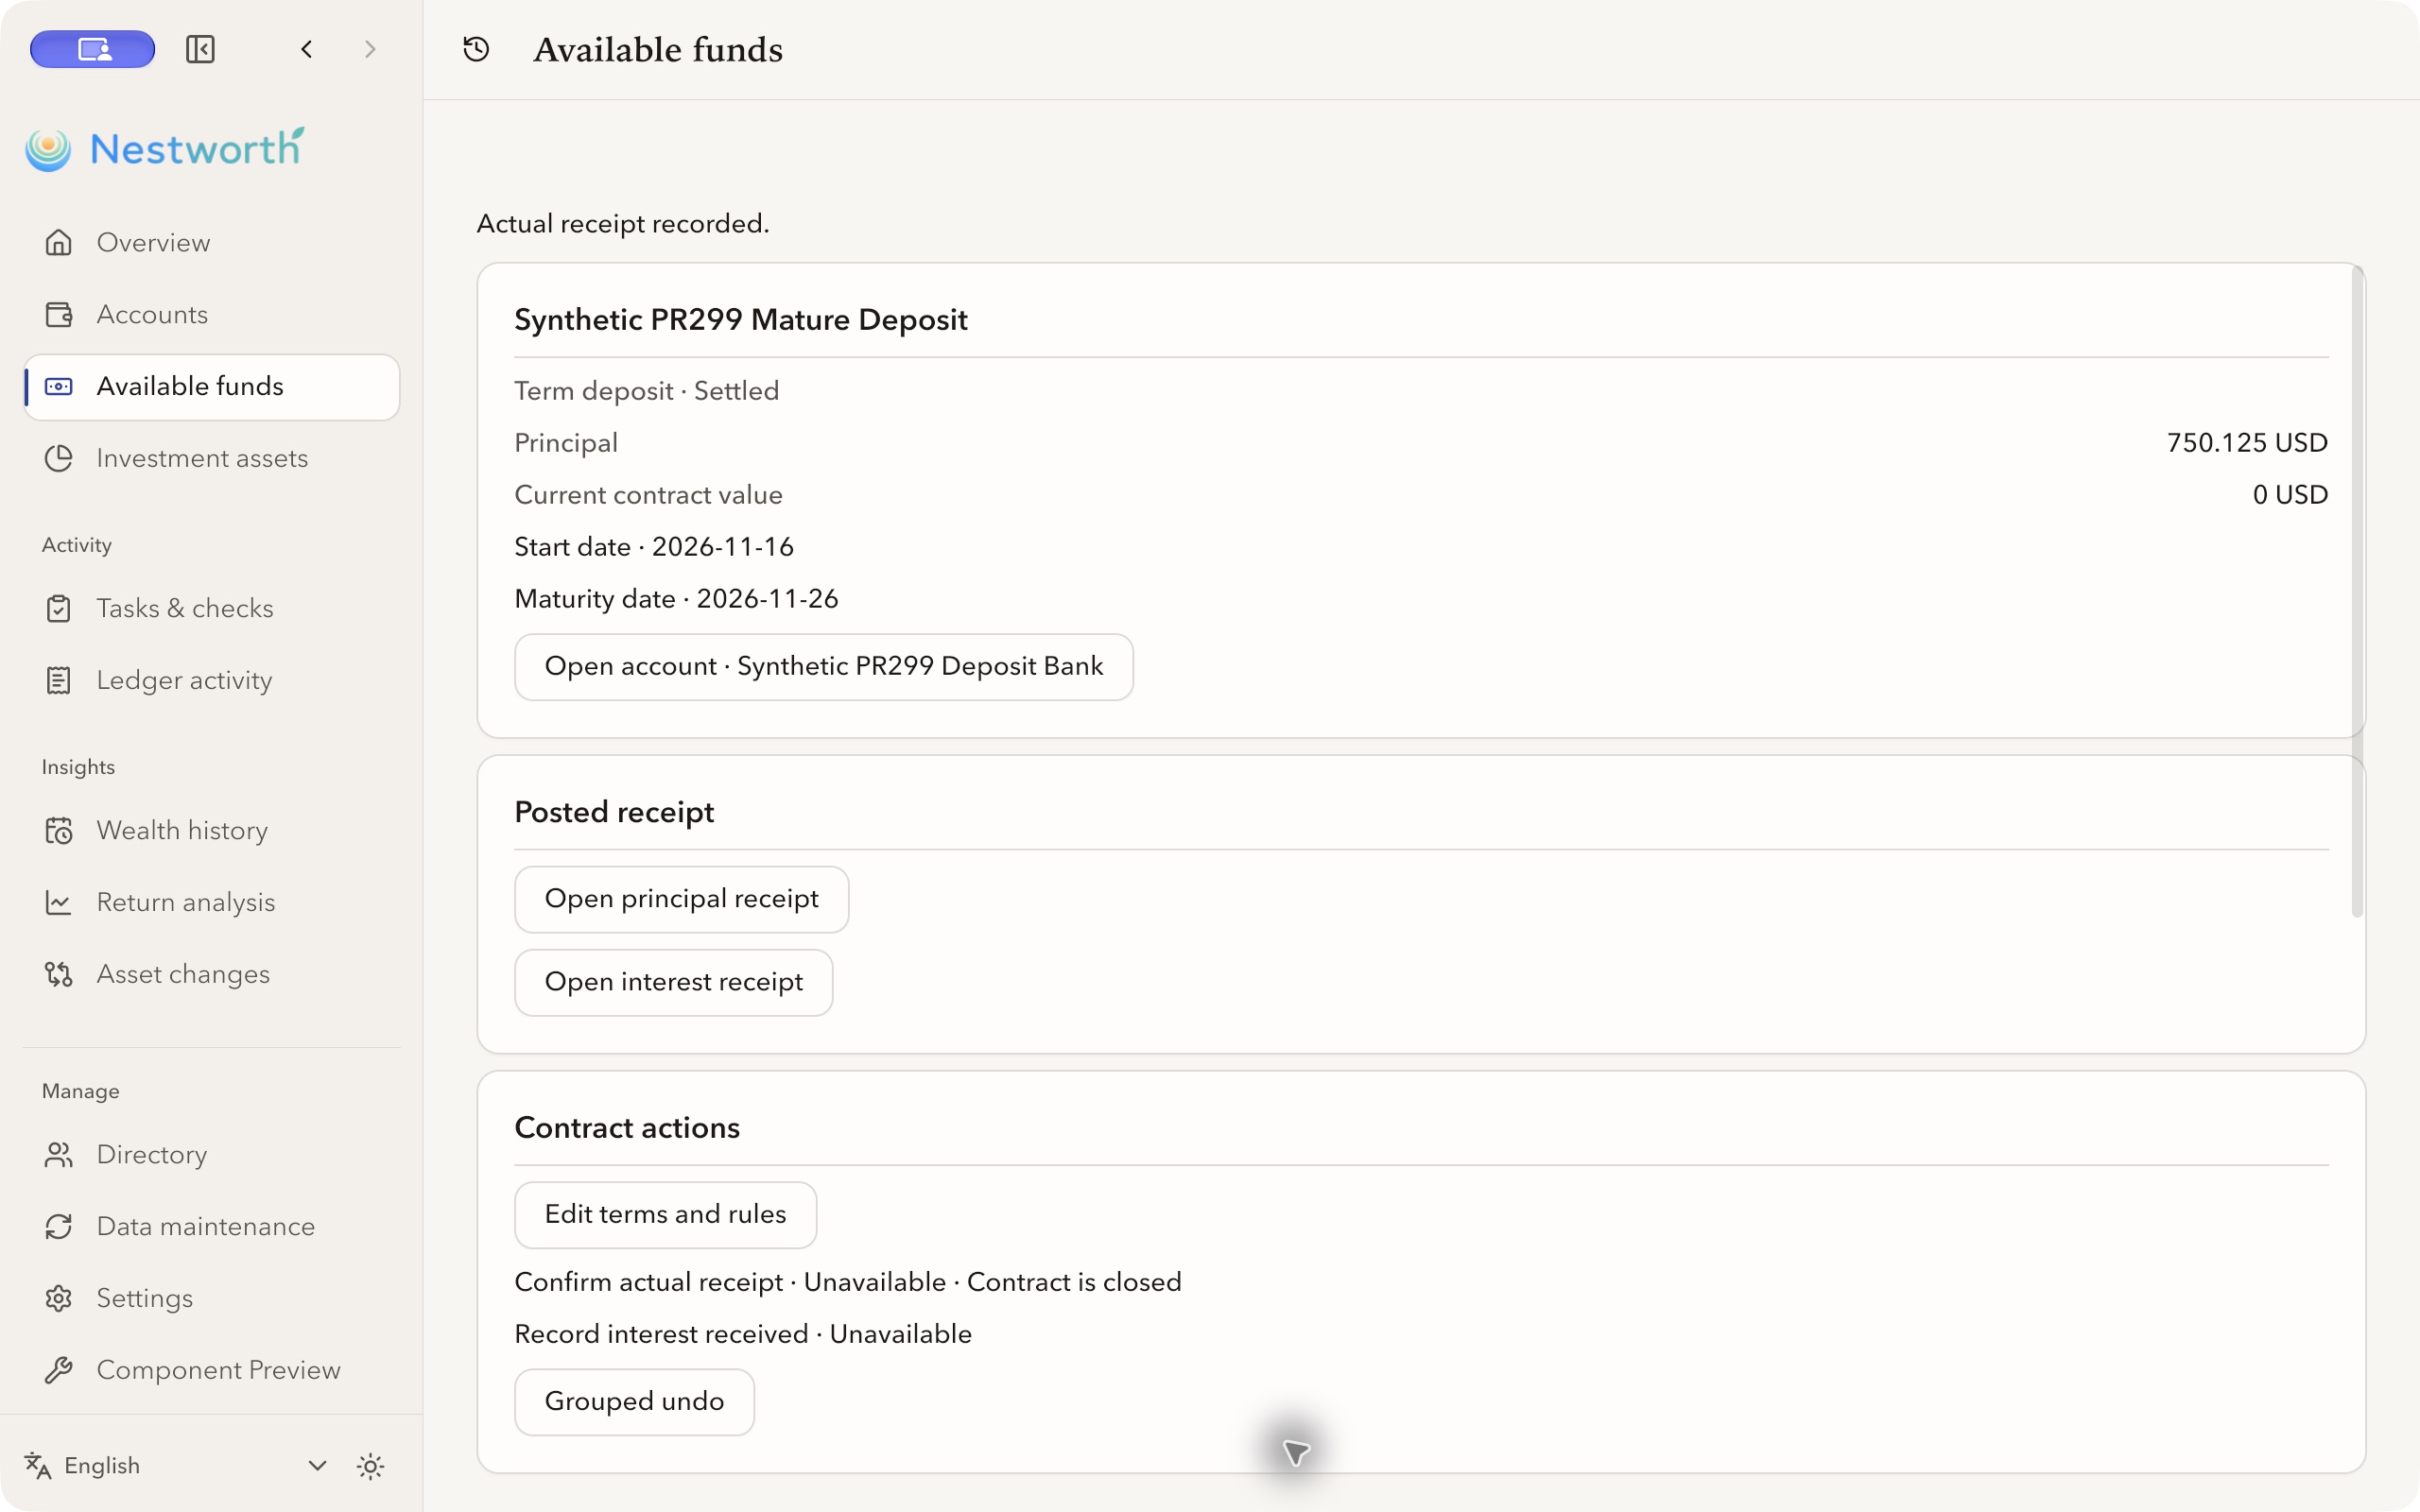 Available funds
Nestworth
Overview
Accounts
Available funds
Investment assets
Activity
Tasks & checks
Ledger activity
Insights
Wealth history
Return analysis
Asset changes
Manage
Directory
Data maintenance
Settings
Component Preview
English
Actual receipt recorded.
Synthetic PR299 Mature Deposit
Term deposit · Settled
Principal 750.125 USD
Current contract value 0 USD
Start date · 2026-11-16
Maturity date · 2026-11-26
Open account · Synthetic PR299 Deposit Bank
Posted receipt
Open principal receipt
Open interest receipt
Contract actions
Edit terms and rules
Confirm actual receipt · Unavailable · Contract is closed
Record interest received · Unavailable
Grouped undo